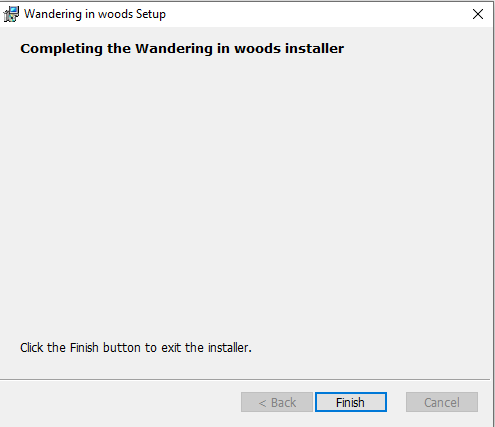 Wandering in woods Setup
Completing the Wandering in woods installer
Click the Finish button to exit the installer.
< Back
Finish
Cancel